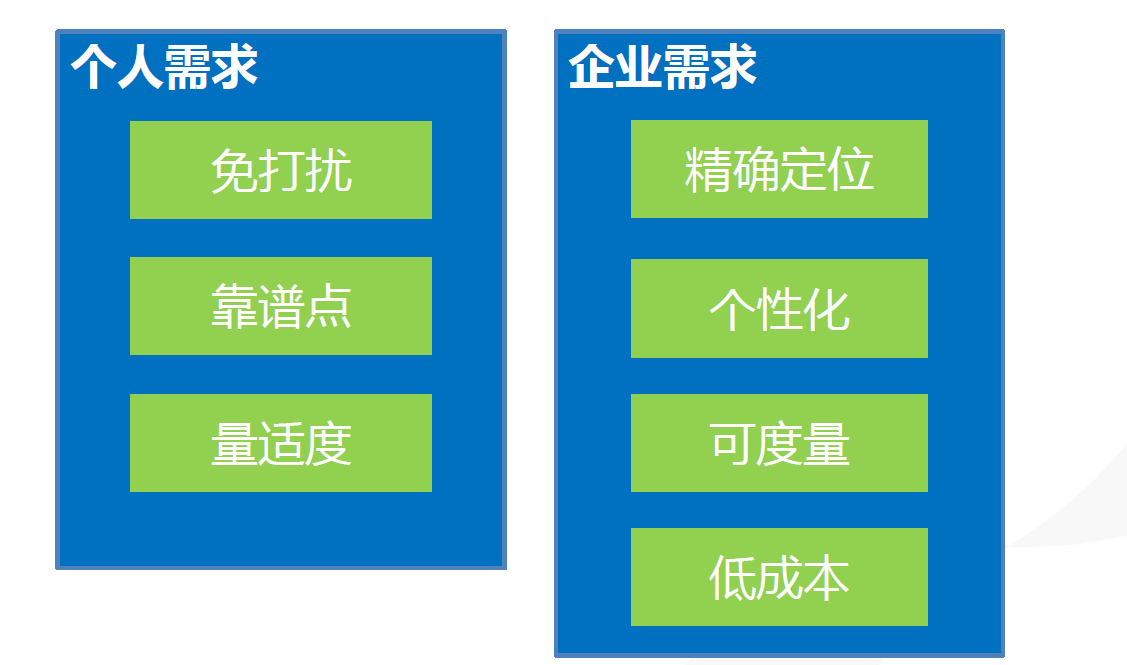 个人需求
免打扰
靠谱点
量适度
企业需求
精确定位
个性化
可度量
低成本